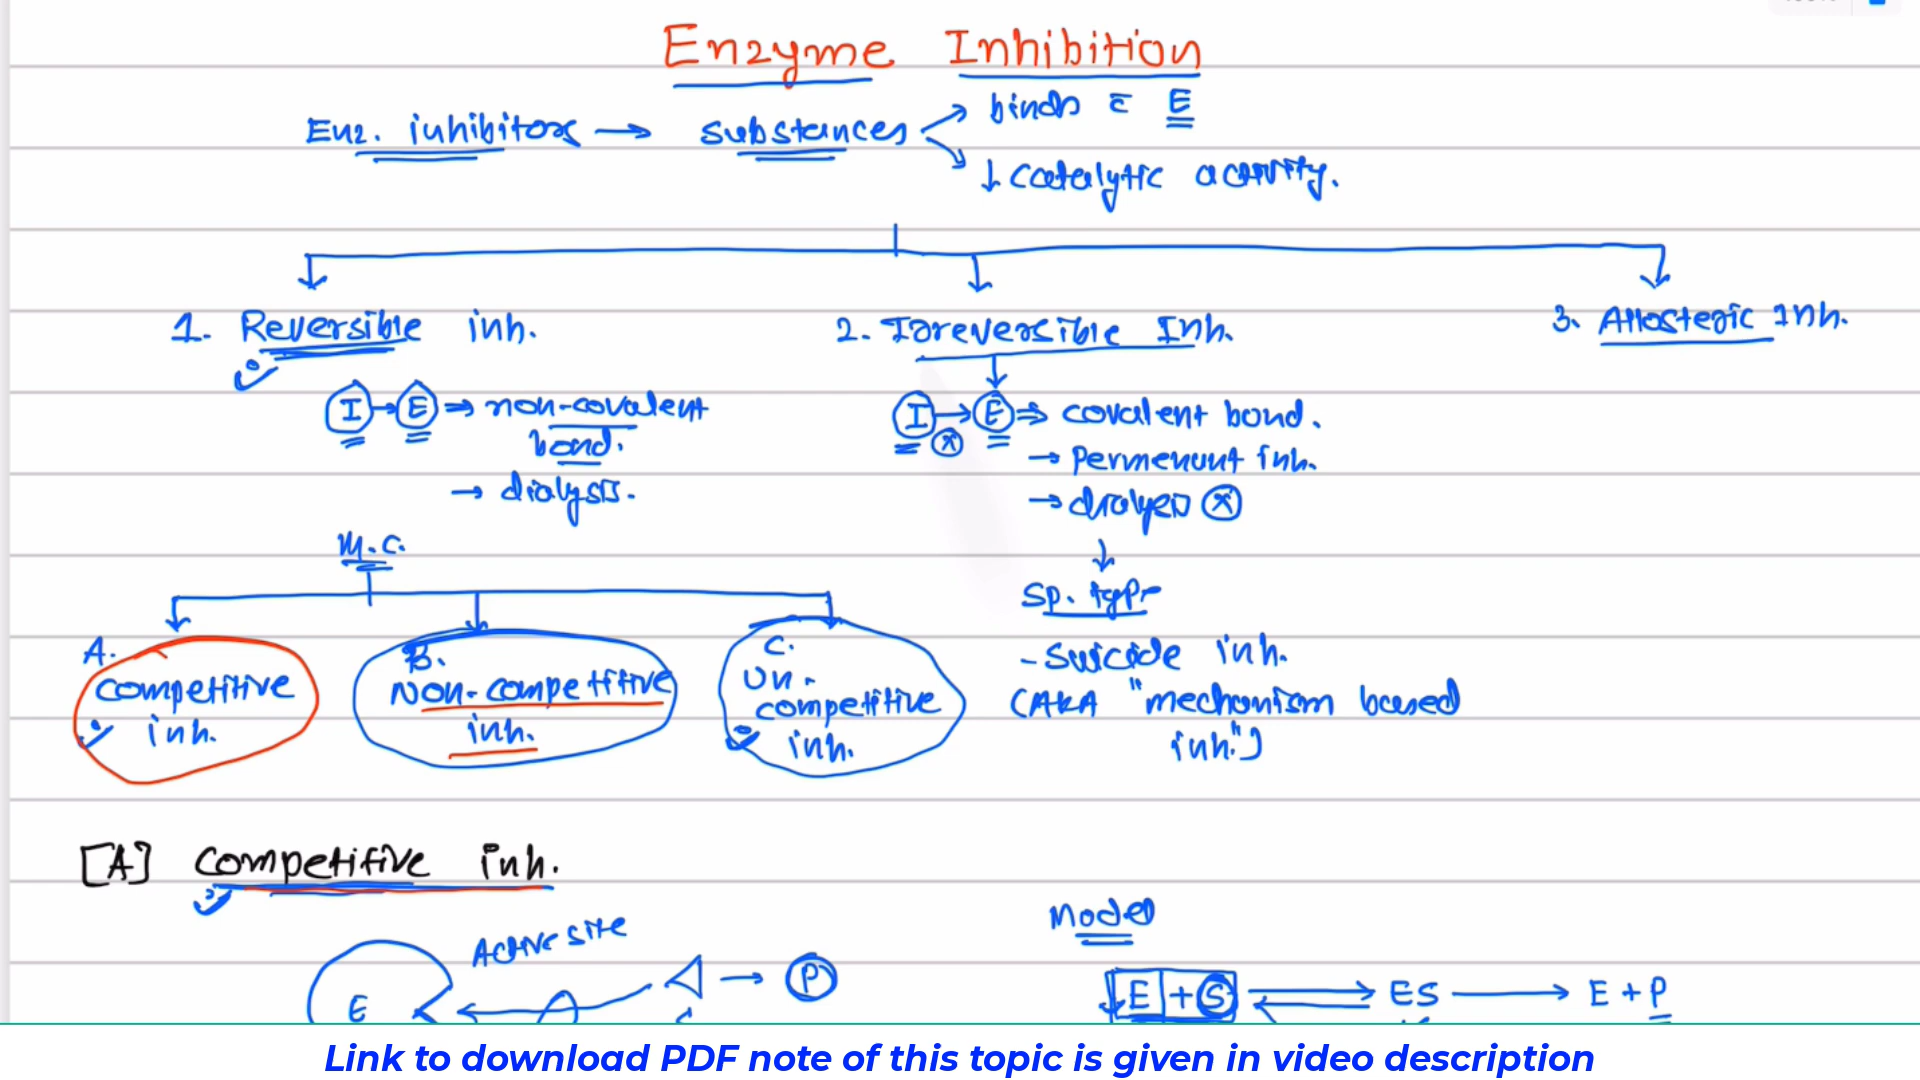 Enzyme Inhibition
Enz. inhibitors → substances
binds c̄ E
↓ catalytic activity.
1. Reversible inh.
2. Irreversible Inh.
3. Allosteric Inh.
I → E ⇒ non-covalent
bond.
→ dialysis.
I → E ⇒ covalent bond.
x
→ permenant inh.
→ dialysis x
M.C.
Sp. type
- Suicide inh.
(AKA "mechanism based
inh.")
A.
competitive
inh.
B.
Non-competitive
inh.
C.
Un-
competitive
inh.
[A] competitive inh.
Active site
E
→ P
Model
E + S ⇌ ES → E + P
Link to download PDF note of this topic is given in video description